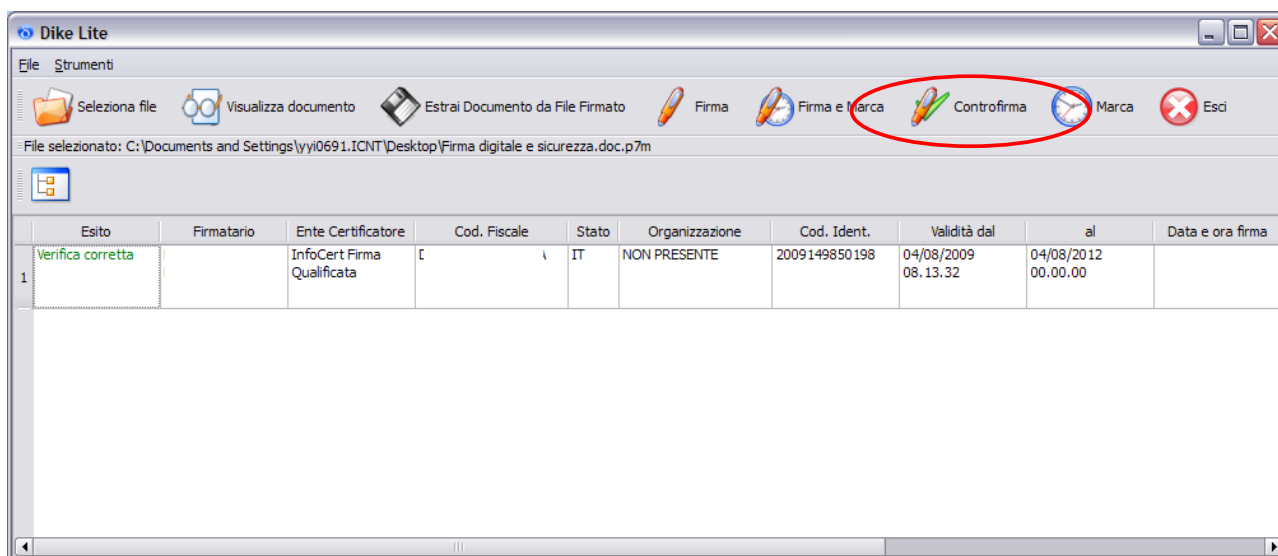 Dike Lite
File Strumenti
Seleziona file Visualizza documento Estrai Documento da File Firmato Firma Firma e Marca Controfirma Marca Esci
File selezionato: C:\Documents and Settings\yyi0691.ICNT\Desktop\Firma digitale e sicurezza.doc.p7m
Esito Firmatario Ente Certificatore Cod. Fiscale Stato Organizzazione Cod. Ident. Validità dal al Data e ora firma
1 Verifica corretta InfoCert Firma IT NON PRESENTE 2009149850198 04/08/2009 04/08/2012
Qualificata 08.13.32 00.00.00